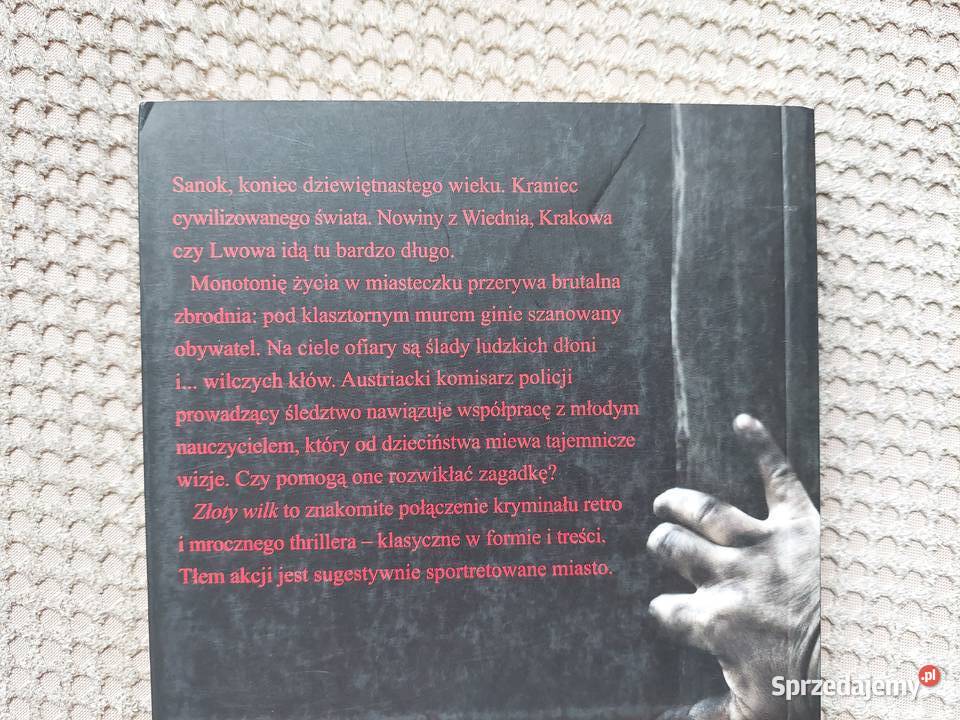 Sanok, koniec dziewiętnastego wieku. Kraniec
cywilizowanego świata. Nowiny z Wiednia, Krakowa
czy Lwowa idą tu bardzo długo.
Monotonię życia w miasteczku przerywa brutalna
zbrodnia: pod klasztornym murem ginie szanowany
obywatel. Na ciele ofiary są ślady ludzkich dłoni
i... wilczych kłów. Austriacki komisarz policji
prowadzący śledztwo nawiązuje współpracę z młodym
nauczycielem, który od dzieciństwa miewa tajemnicze
wizje. Czy pomogą one rozwikłać zagadkę?
Złoty wilk to znakomite połączenie kryminału retro
i mrocznego thrillera – klasyczne w formie i treści.
Tłem akcji jest sugestywnie sportretowane miasto.
Sprzedajemy.pl